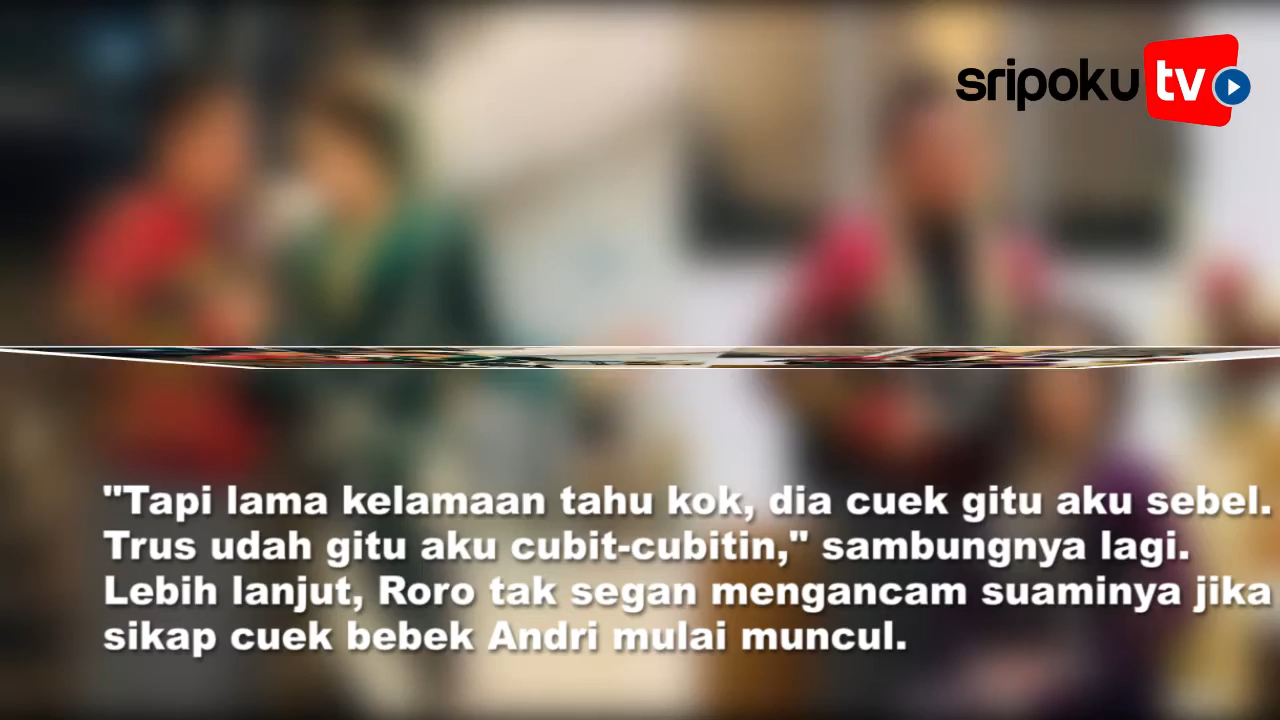 sripoku tv
"Tapi lama kelamaan tahu kok, dia cuek gitu aku sebel.
Trus udah gitu aku cubit-cubitin," sambungnya lagi.
Lebih lanjut, Roro tak segan mengancam suaminya jika
sikap cuek bebek Andri mulai muncul.